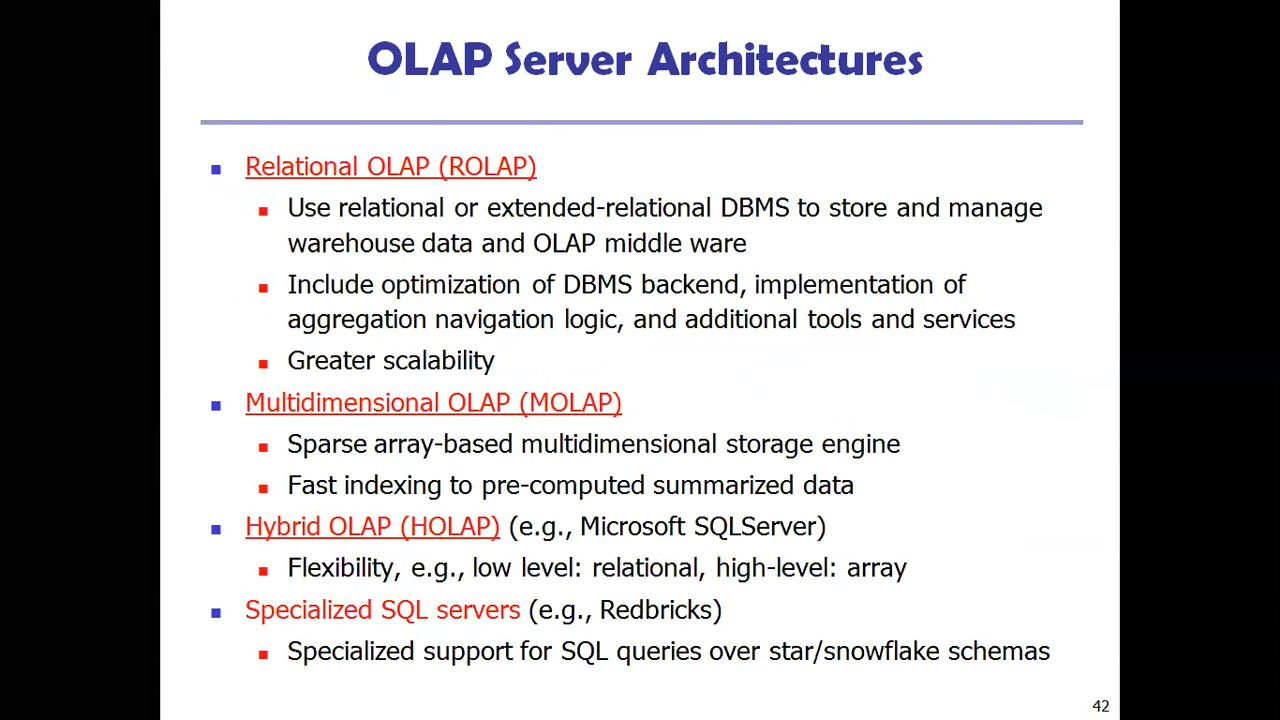 OLAP Server Architectures
Relational OLAP (ROLAP)
Use relational or extended-relational DBMS to store and manage
warehouse data and OLAP middle ware
Include optimization of DBMS backend, implementation of
aggregation navigation logic, and additional tools and services
Greater scalability
Multidimensional OLAP (MOLAP)
Sparse array-based multidimensional storage engine
Fast indexing to pre-computed summarized data
Hybrid OLAP (HOLAP) (e.g., Microsoft SQLServer)
Flexibility, e.g., low level: relational, high-level: array
Specialized SQL servers (e.g., Redbricks)
Specialized support for SQL queries over star/snowflake schemas
42